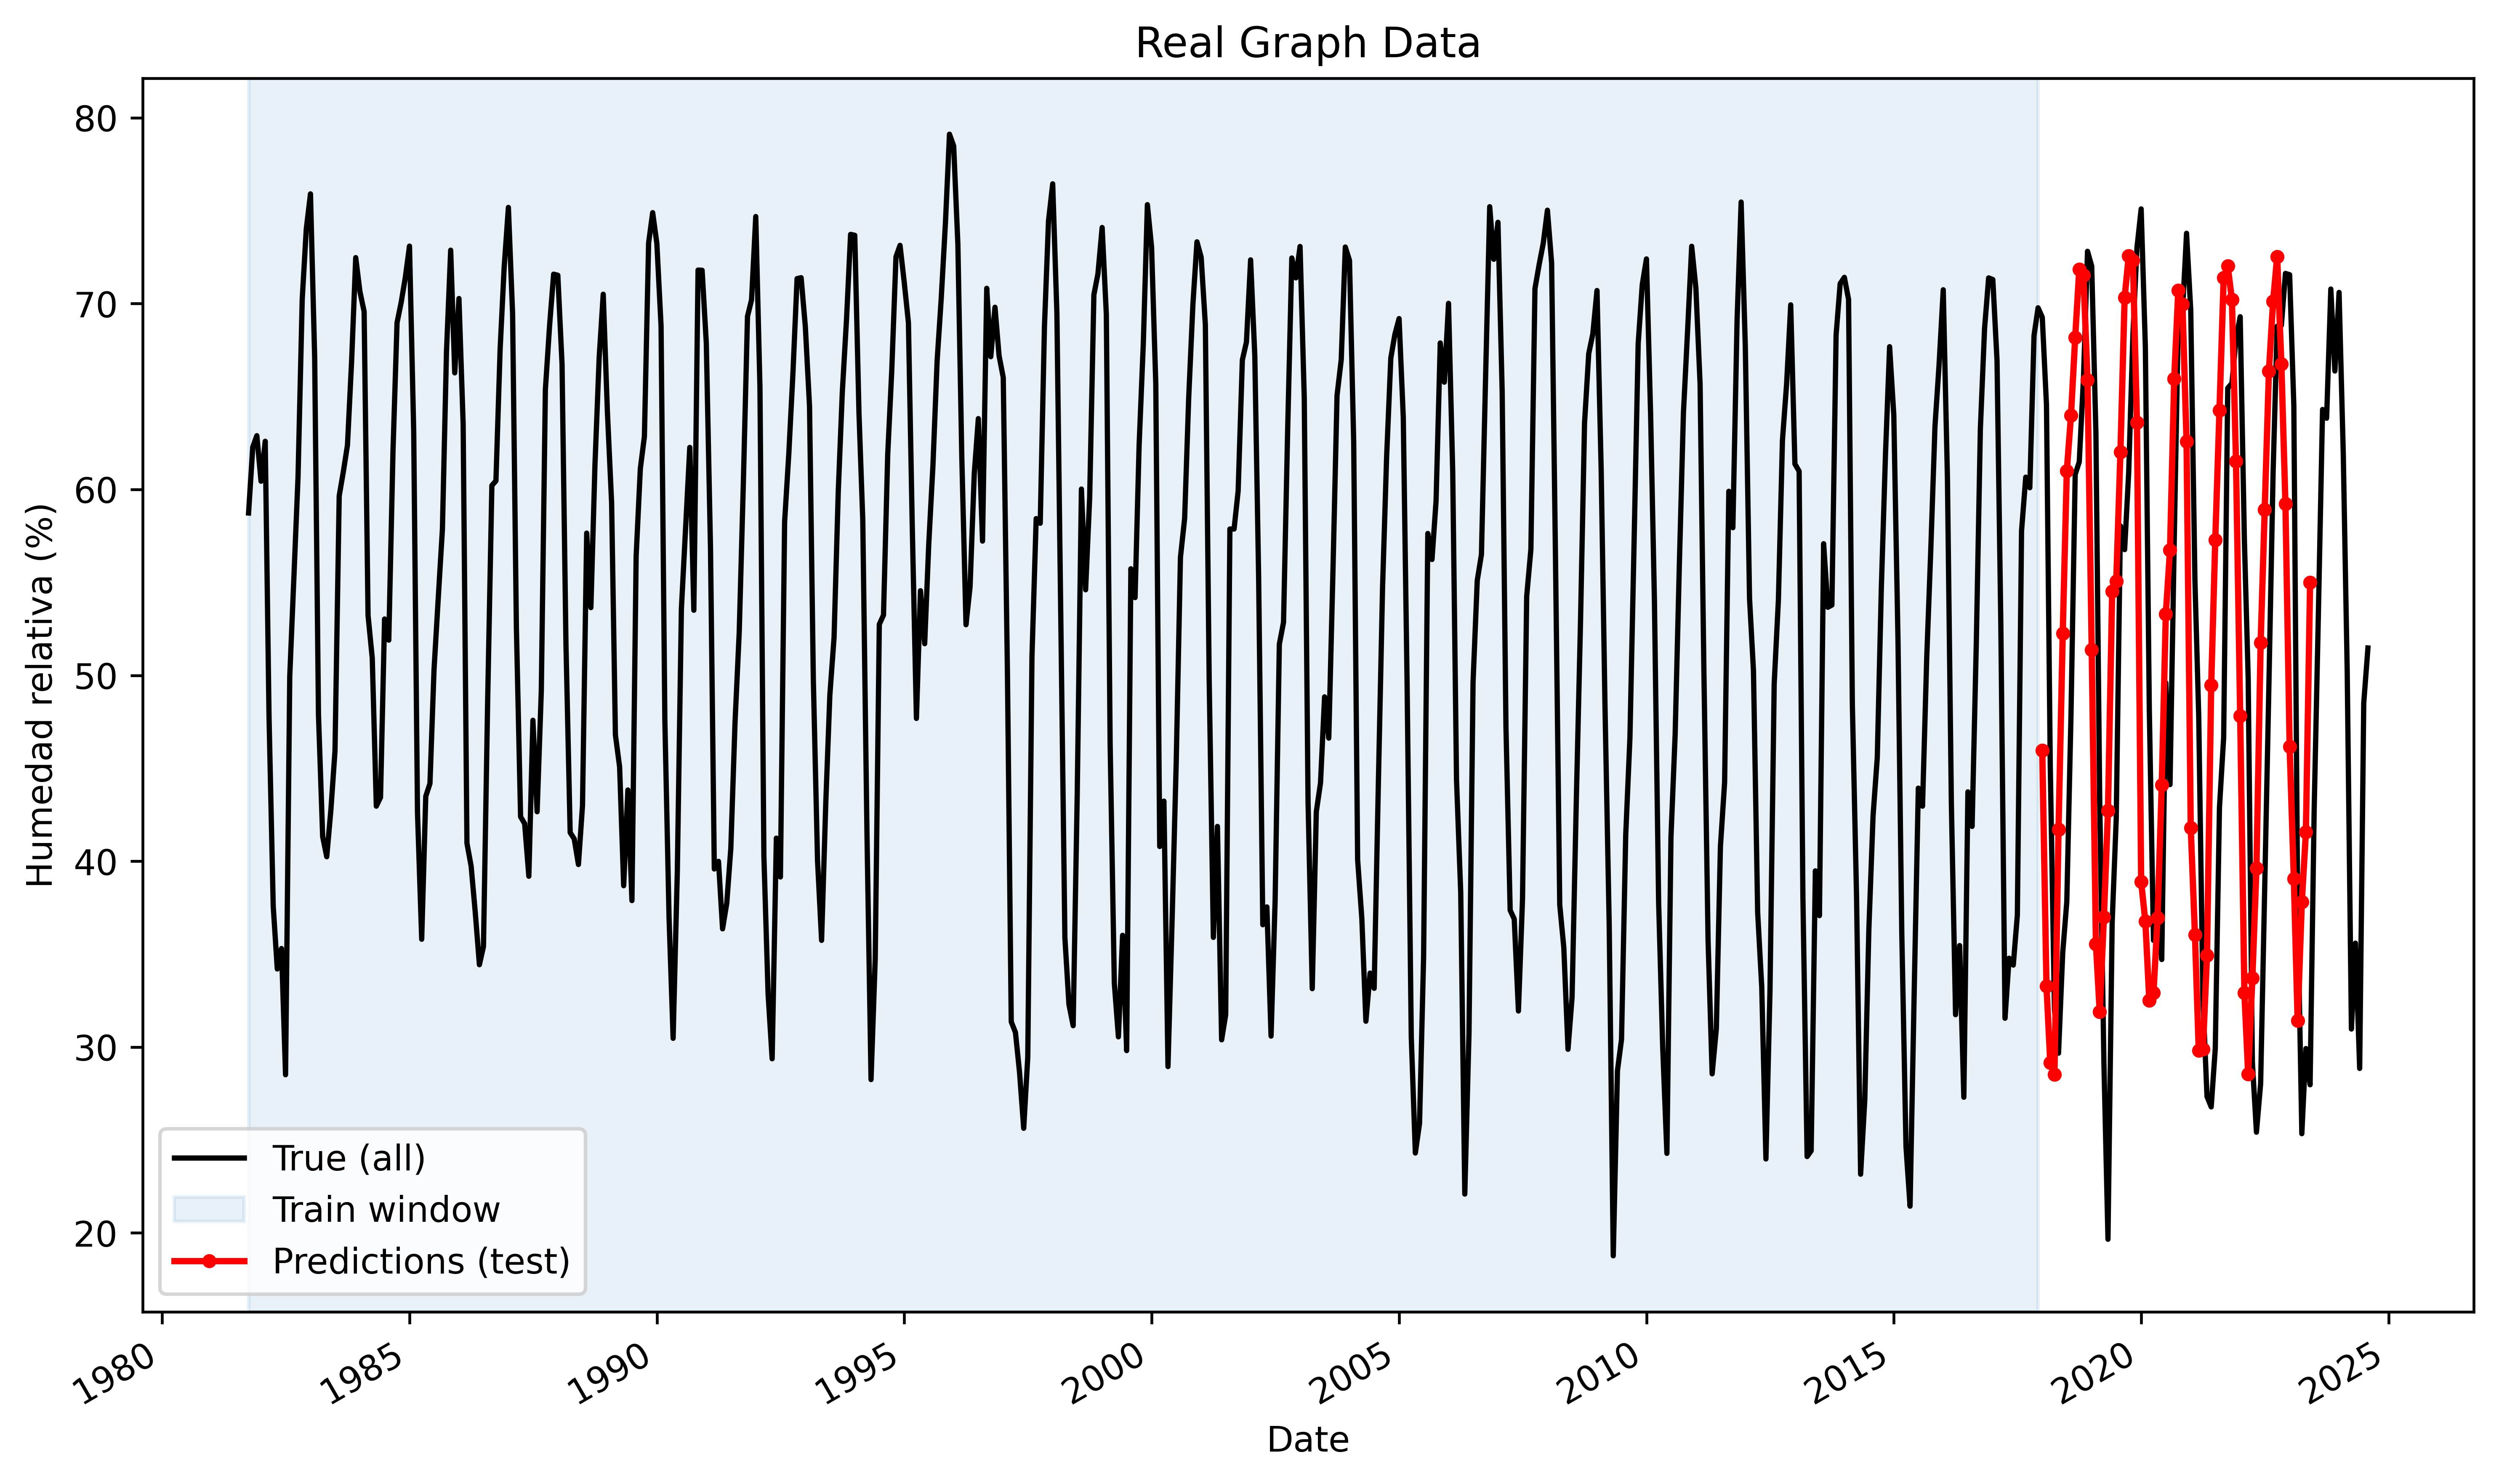 Real Graph Data
Humedad relativa (%)
80
70
60
50
40
30
20
True (all)
Train window
Predictions (test)
1980
1985
1990
1995
2000
2005
2010
2015
2020
2025
Date